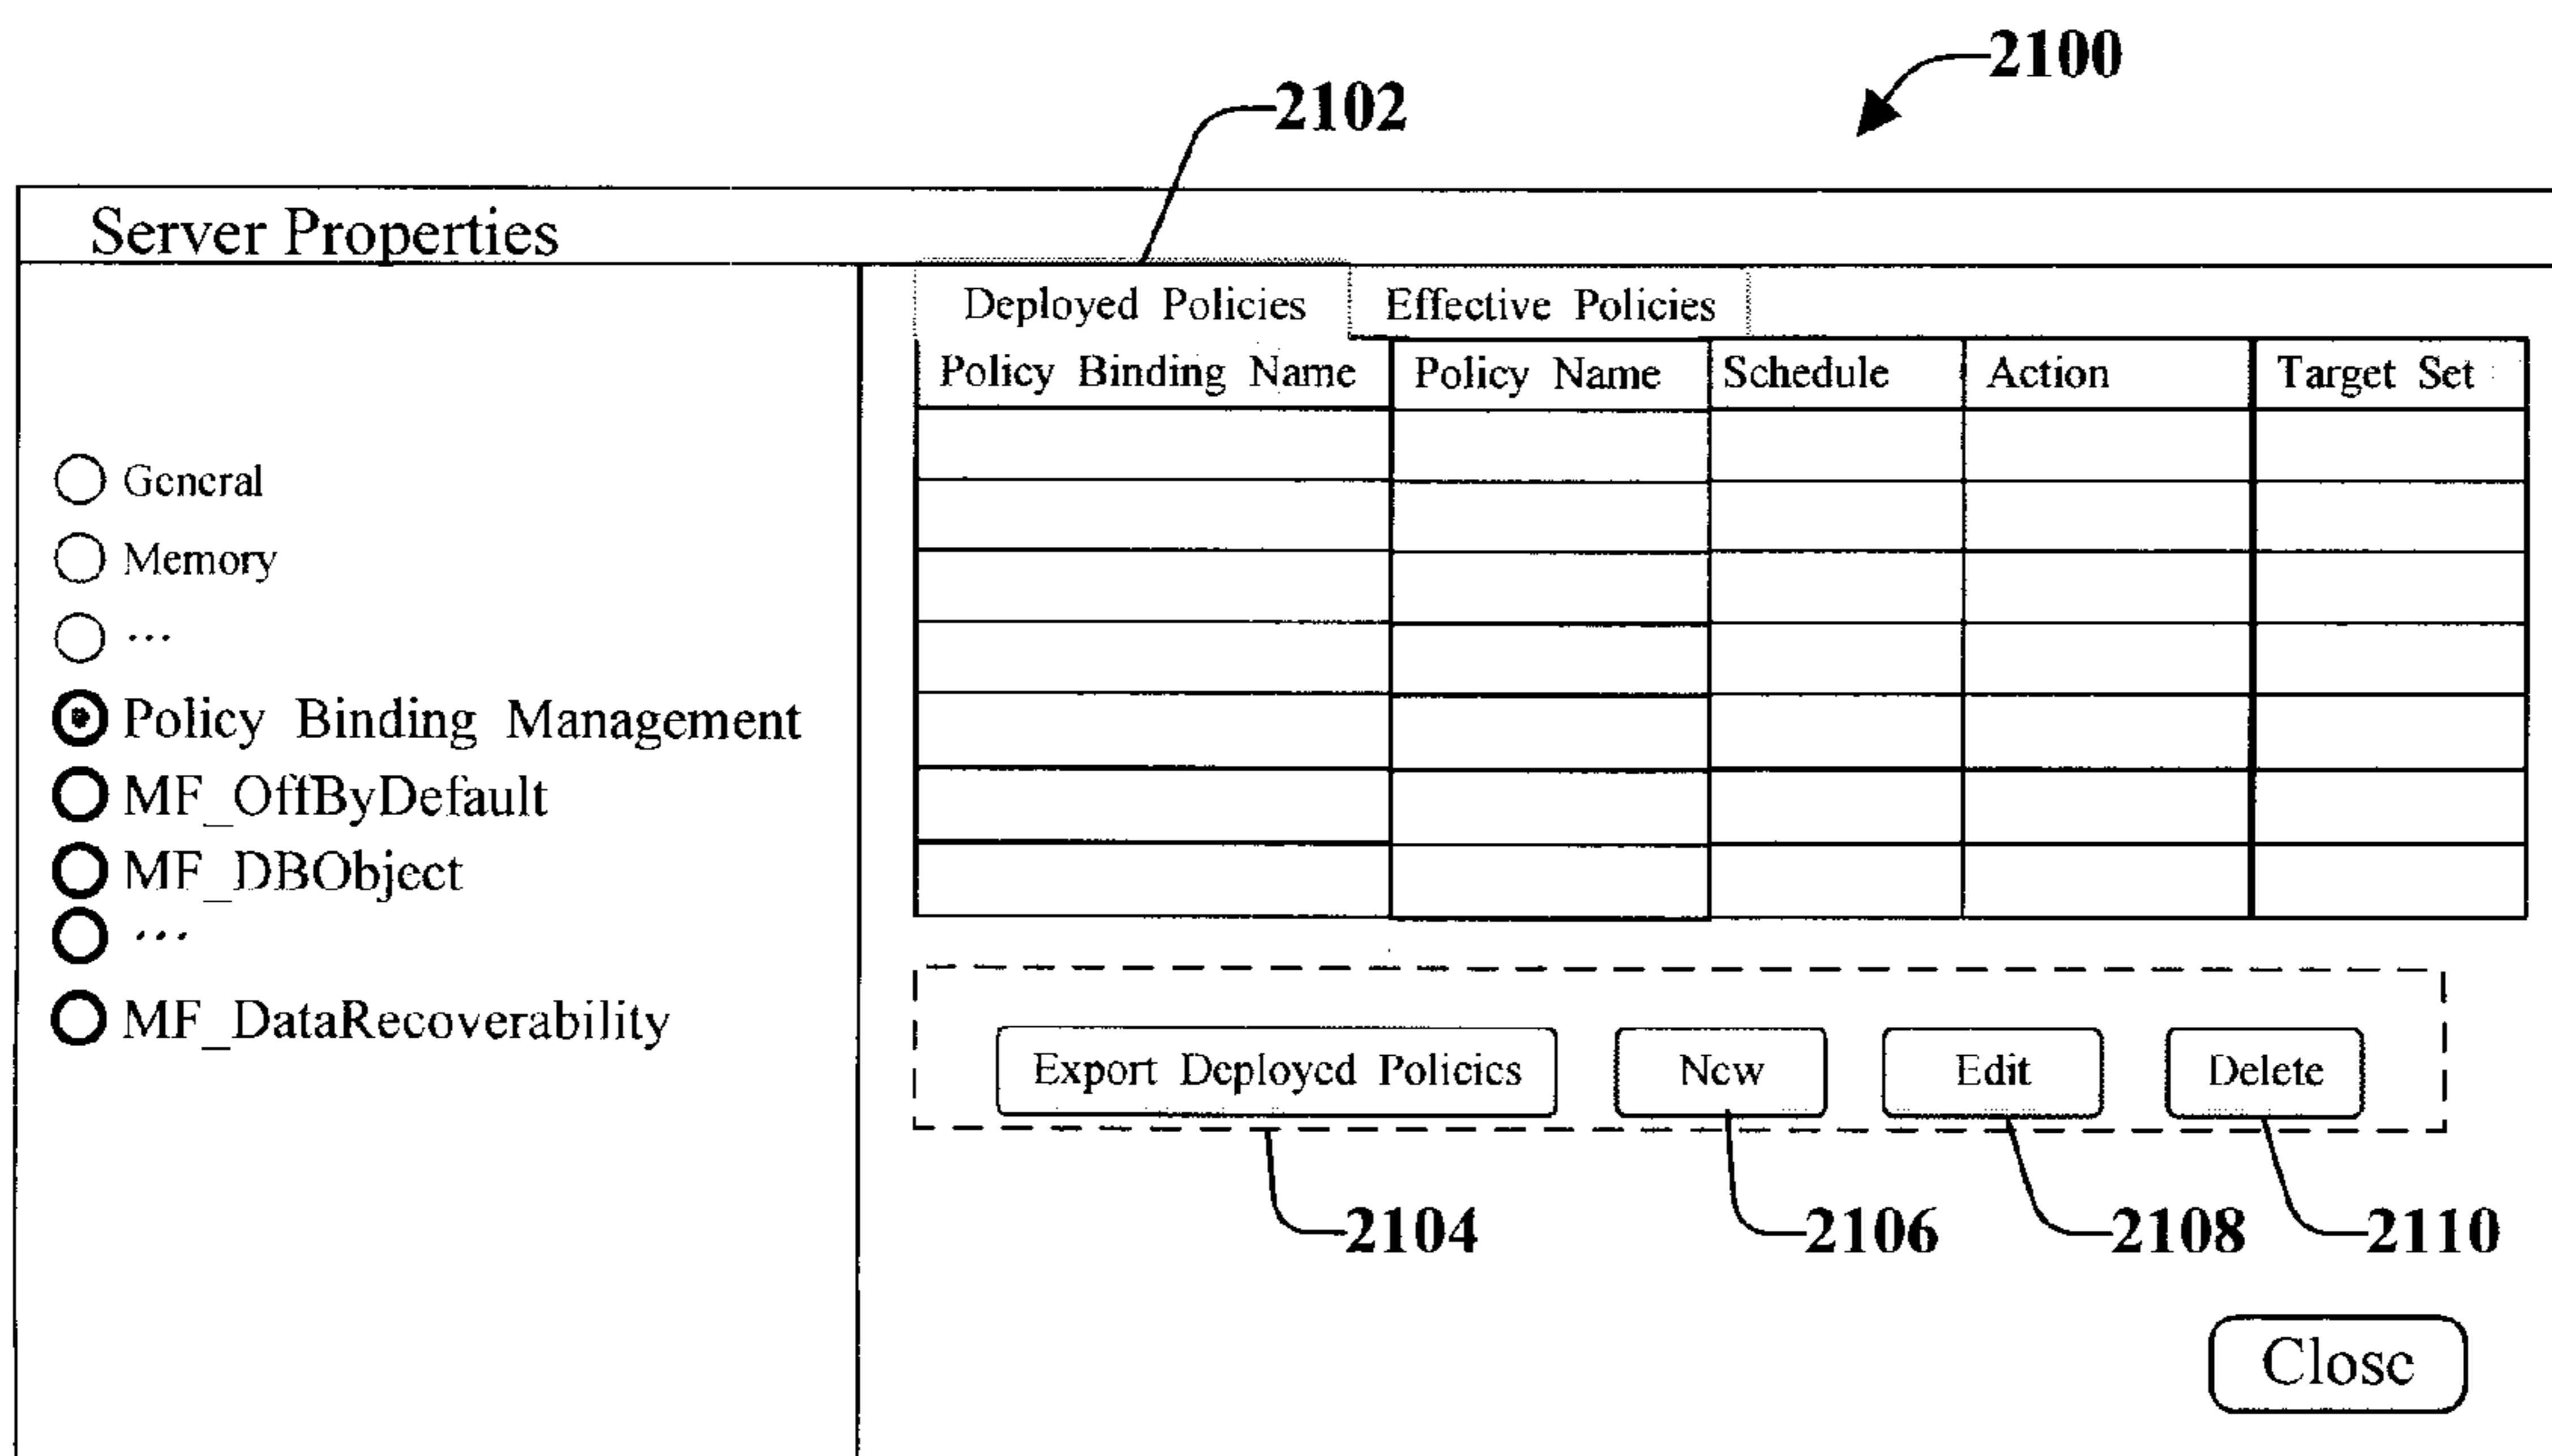 2100
2102
Server Properties
Deployed Policies Effective Policies
Policy Binding Name Policy Name Schedule Action Target Set
General
Memory
...
Policy Binding Management
MF_OffByDefault
MF_DBObject
...
MF_DataRecoverability
Export Deployed Policies New Edit Delete
2104 2106 2108 2110
Close